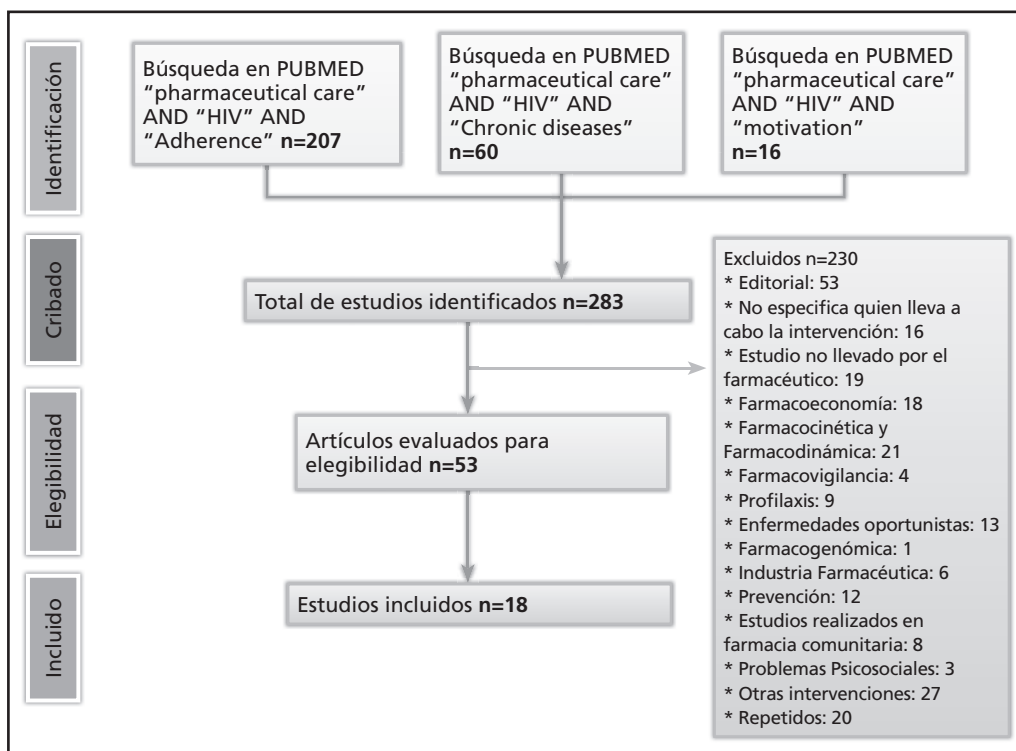 Identificación
Búsqueda en PUBMED
“pharmaceutical care”
AND “HIV” AND
“Adherence” n=207
Búsqueda en PUBMED
“pharmaceutical care”
AND “HIV” AND
“Chronic diseases”
n=60
Búsqueda en PUBMED
“pharmaceutical care”
AND “HIV” AND
“motivation”
n=16
Cribado
Total de estudios identificados n=283
Excluidos n=230
* Editorial: 53
* No especifica quien lleva a
cabo la intervención: 16
* Estudio no llevado por el
farmacéutico: 19
* Farmacoeconomía: 18
* Farmacocinética y
Farmacodinámica: 21
* Farmacovigilancia: 4
* Profilaxis: 9
* Enfermedades oportunistas: 13
* Farmacogenómica: 1
* Industria Farmacéutica: 6
* Prevención: 12
* Estudios realizados en
farmacia comunitaria: 8
* Problemas Psicosociales: 3
* Otras intervenciones: 27
* Repetidos: 20
Elegibilidad
Artículos evaluados para
elegibilidad n=53
Incluido
Estudios incluidos n=18